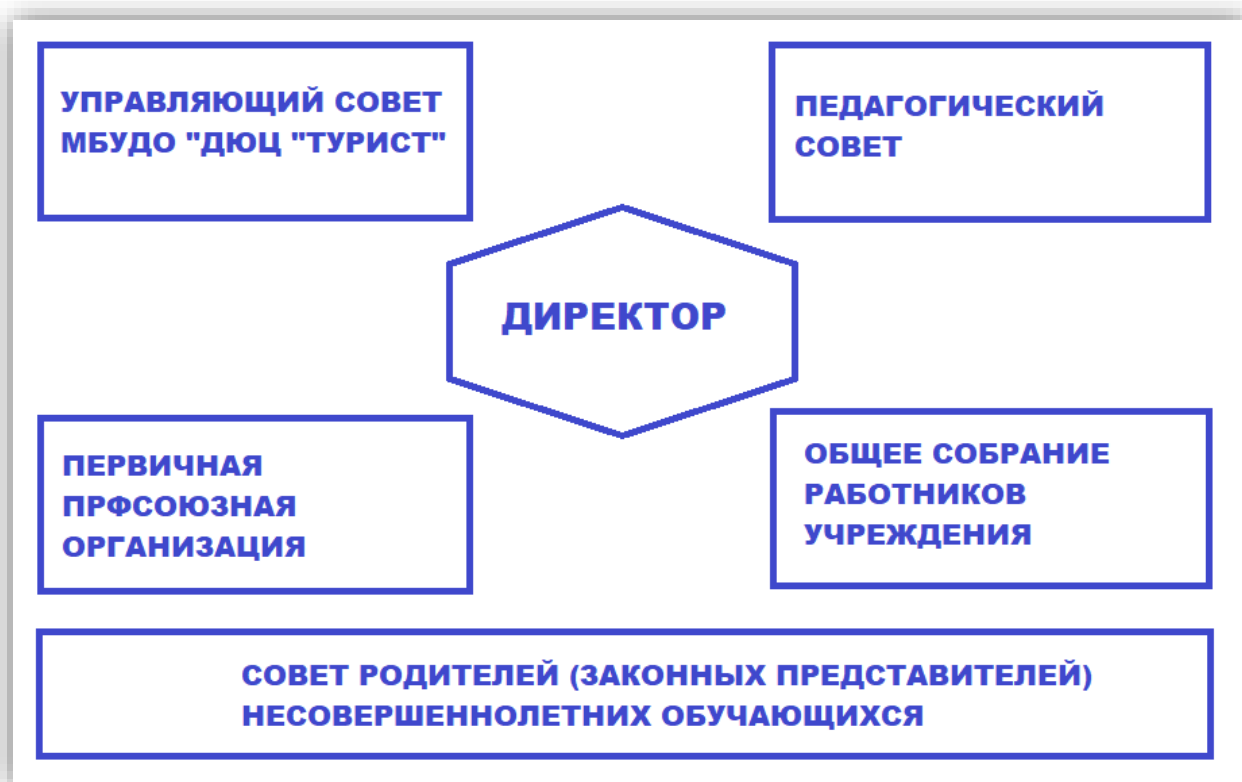 УПРАВЛЯЮЩИЙ СОВЕТ
МБУДО "ДЮЦ "ТУРИСТ"
ПЕДАГОГИЧЕСКИЙ
СОВЕТ
ДИРЕКТОР
ПЕРВИЧНАЯ
ПРФСОЮЗНАЯ
ОРГАНИЗАЦИЯ
ОБЩЕЕ СОБРАНИЕ
РАБОТНИКОВ
УЧРЕЖДЕНИЯ
СОВЕТ РОДИТЕЛЕЙ (ЗАКОННЫХ ПРЕДСТАВИТЕЛЕЙ)
НЕСОВЕРШЕННОЛЕТНИХ ОБУЧАЮЩИХСЯ